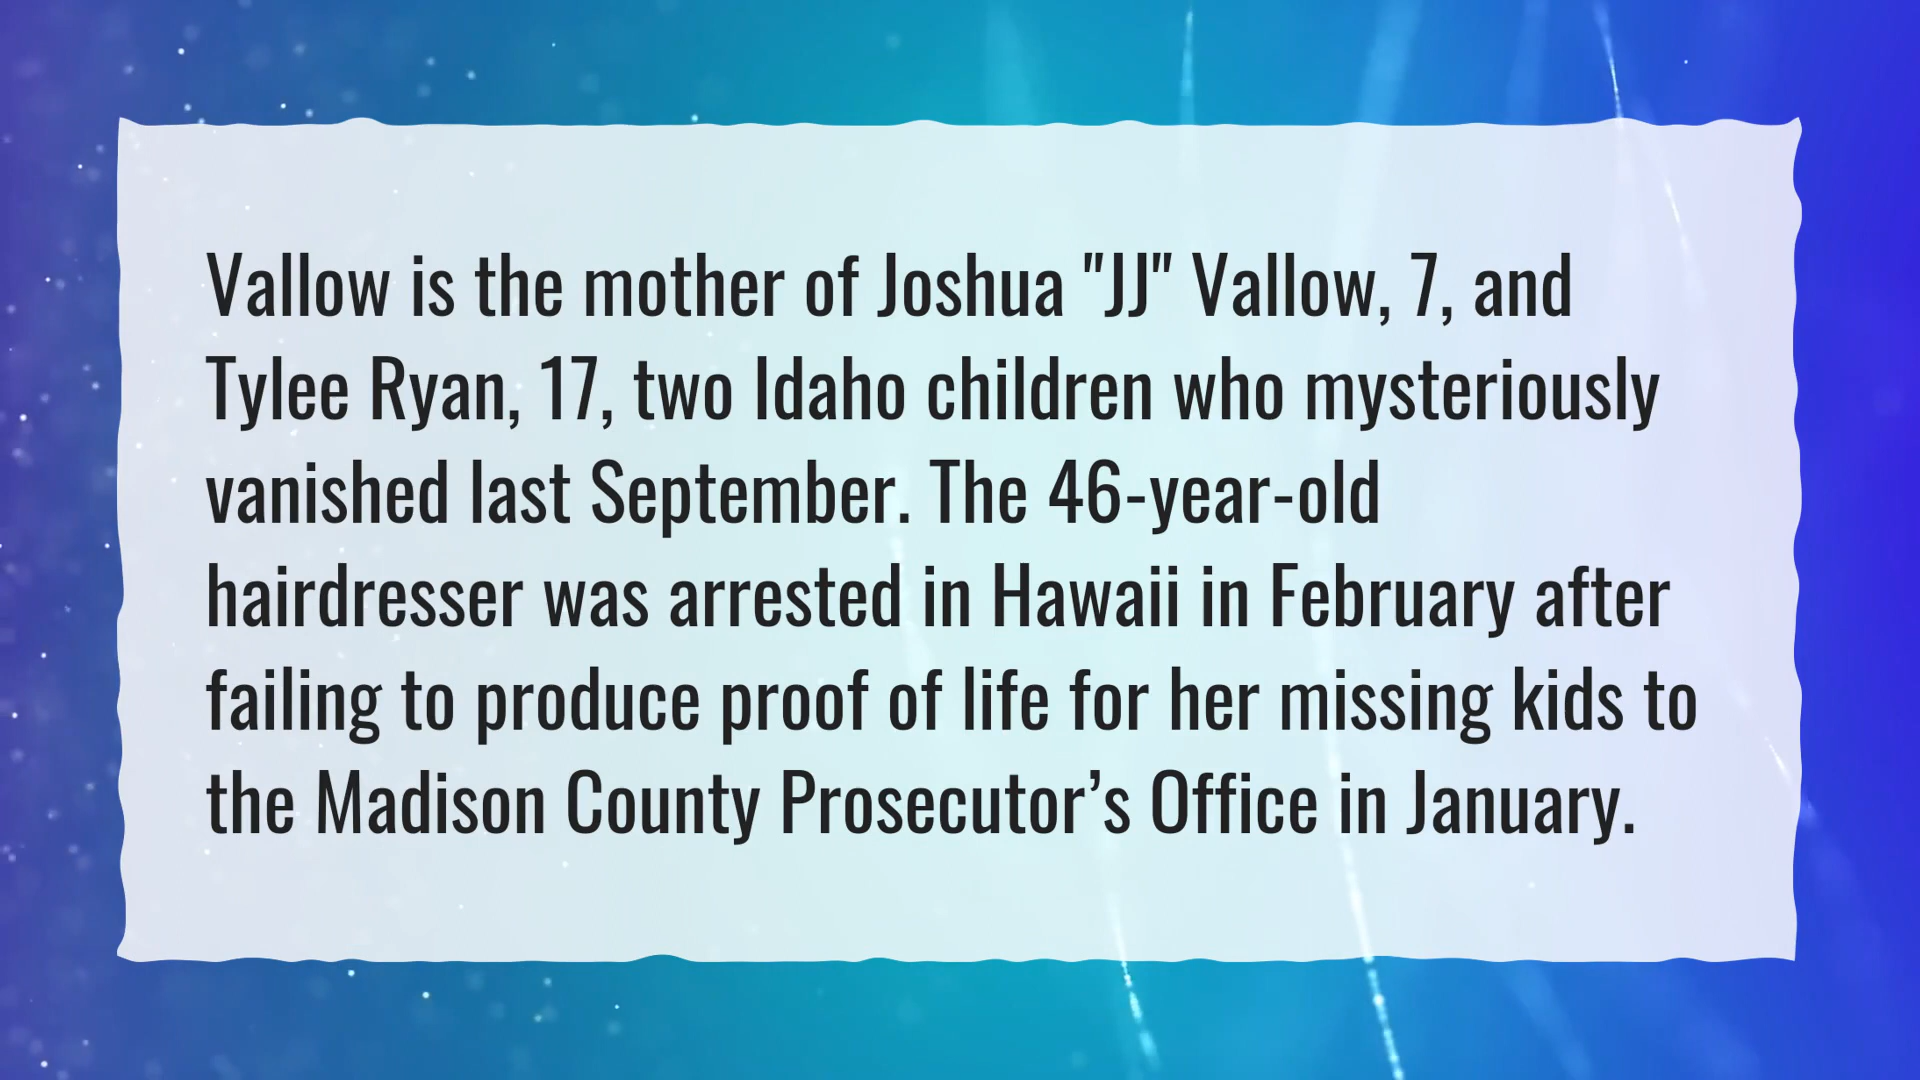 Vallow is the mother of Joshua "JJ" Vallow, 7, and
Tylee Ryan, 17, two Idaho children who mysteriously
vanished last September. The 46-year-old
hairdresser was arrested in Hawaii in February after
failing to produce proof of life for her missing kids to
the Madison County Prosecutor’s Office in January.